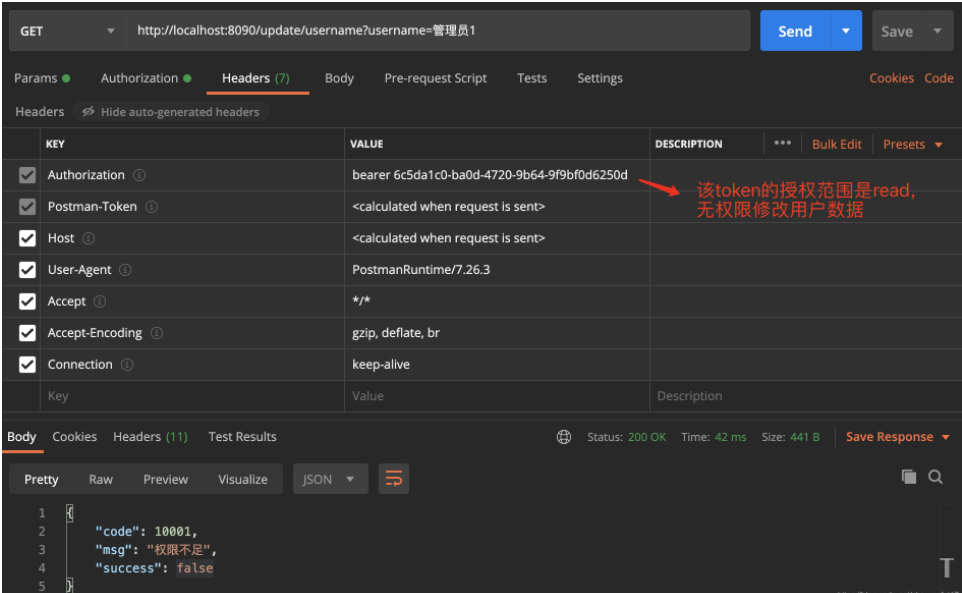 GET http://localhost:8090/update/username?username=管理员1 Send Save
Params Authorization Headers (7) Body Pre-request Script Tests Settings Cookies Code
Headers Hide auto-generated headers
KEY VALUE DESCRIPTION ••• Bulk Edit Presets
Authorization bearer 6c5da1c0-ba0d-4720-9b64-9f9bf0d6250d
该token的授权范围是read,
无权限修改用户数据
Postman-Token <calculated when request is sent>
Host <calculated when request is sent>
User-Agent PostmanRuntime/7.26.3
Accept */*
Accept-Encoding gzip, deflate, br
Connection keep-alive
Key Value Description
Body Cookies Headers (11) Test Results Status: 200 OK Time: 42 ms Size: 441 B Save Response
Pretty Raw Preview Visualize JSON
1 {
2 "code": 10001,
3 "msg": "权限不足",
4 "success": false
5 }
T